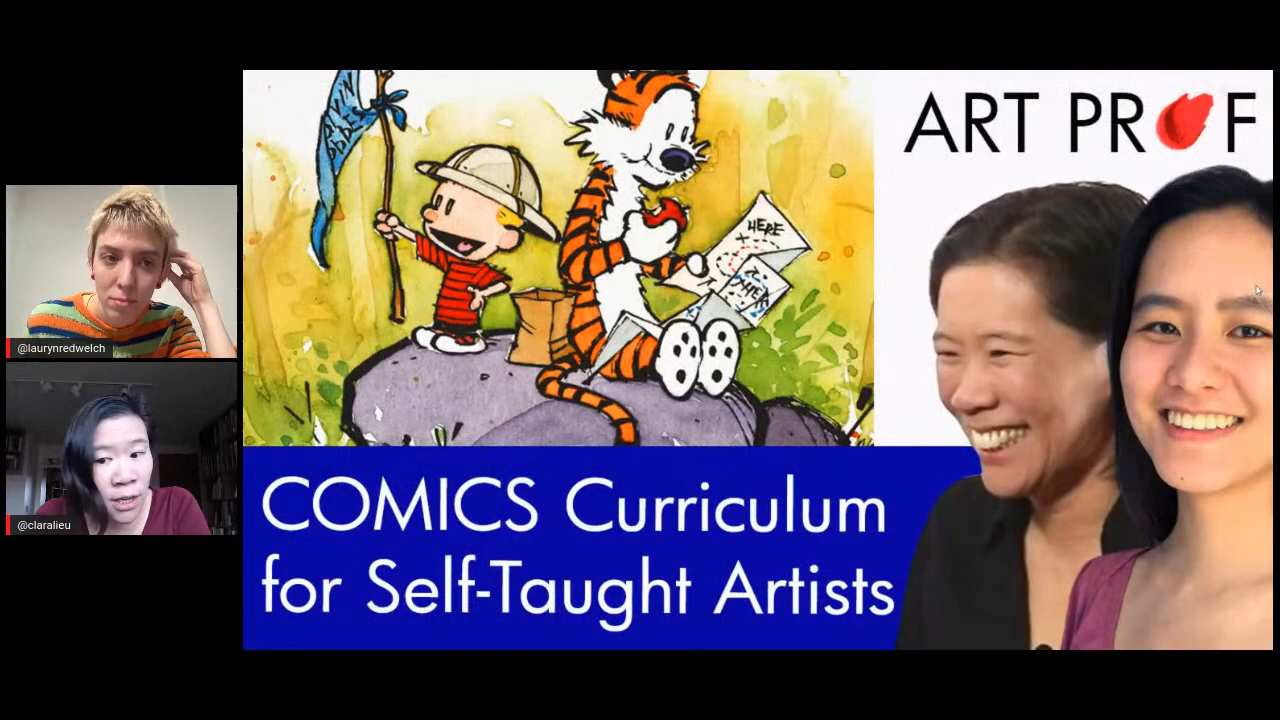 ART PROF
HERE
@laurynredwelch
@claralieu
COMICS Curriculum
for Self-Taught Artists